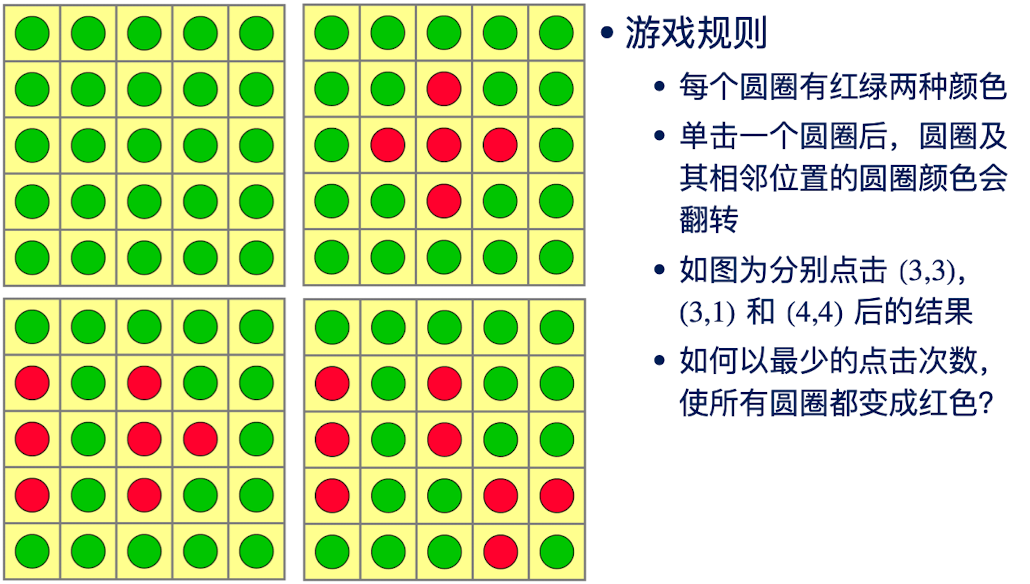 • 游戏规则
• 每个圆圈有红绿两种颜色
• 单击一个圆圈后，圆圈及
其相邻位置的圆圈颜色会
翻转
• 如图为分别点击 (3,3)，
(3,1) 和 (4,4) 后的结果
• 如何以最少的点击次数，
使所有圆圈都变成红色？